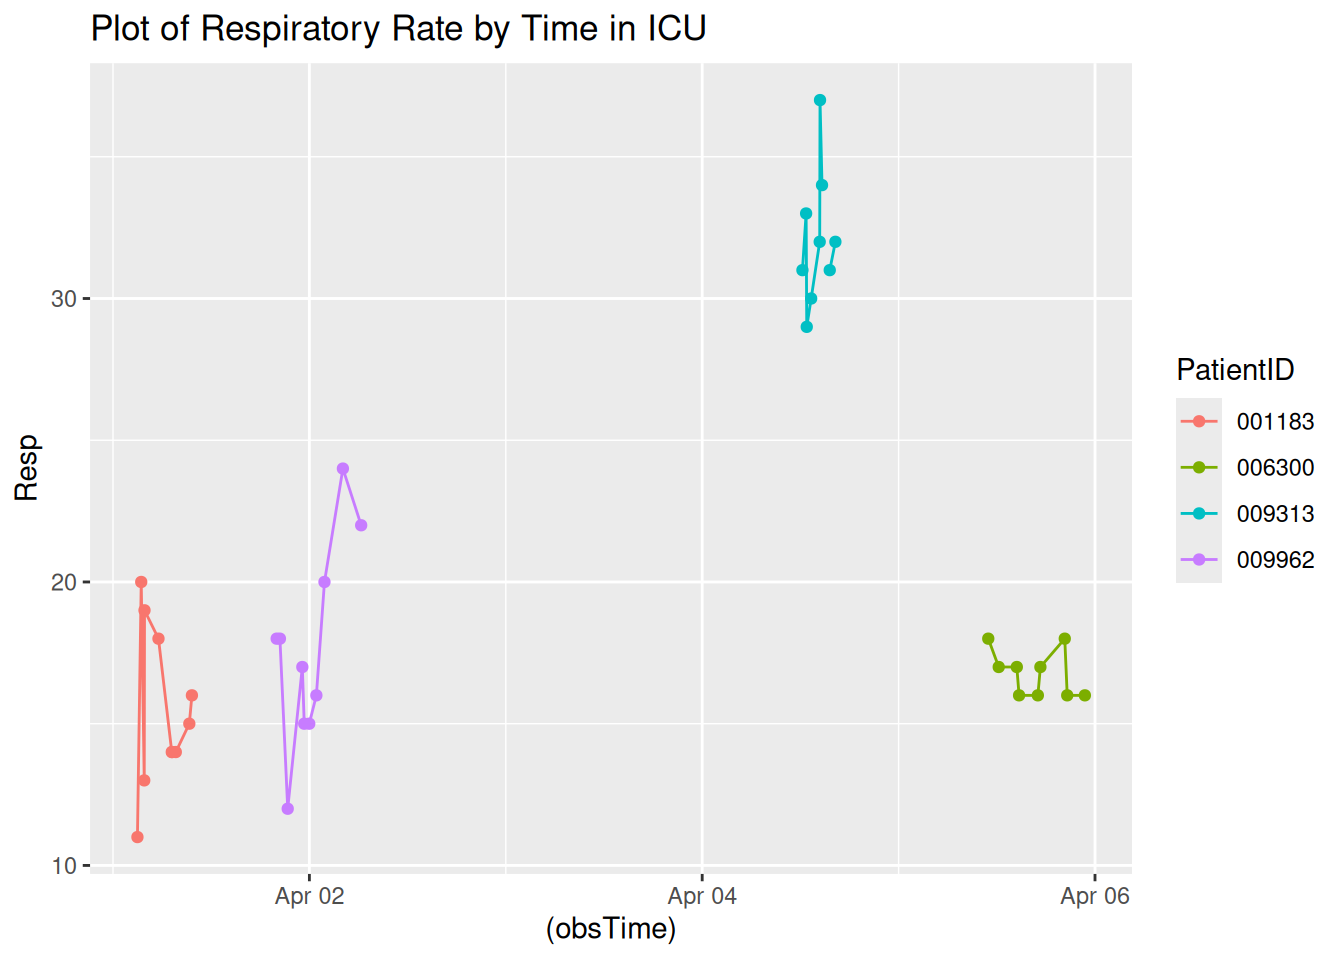 Plot of Respiratory Rate by Time in ICU
Resp
30
20
10
Apr 02
Apr 04
Apr 06
(obsTime)
PatientID
001183
006300
009313
009962